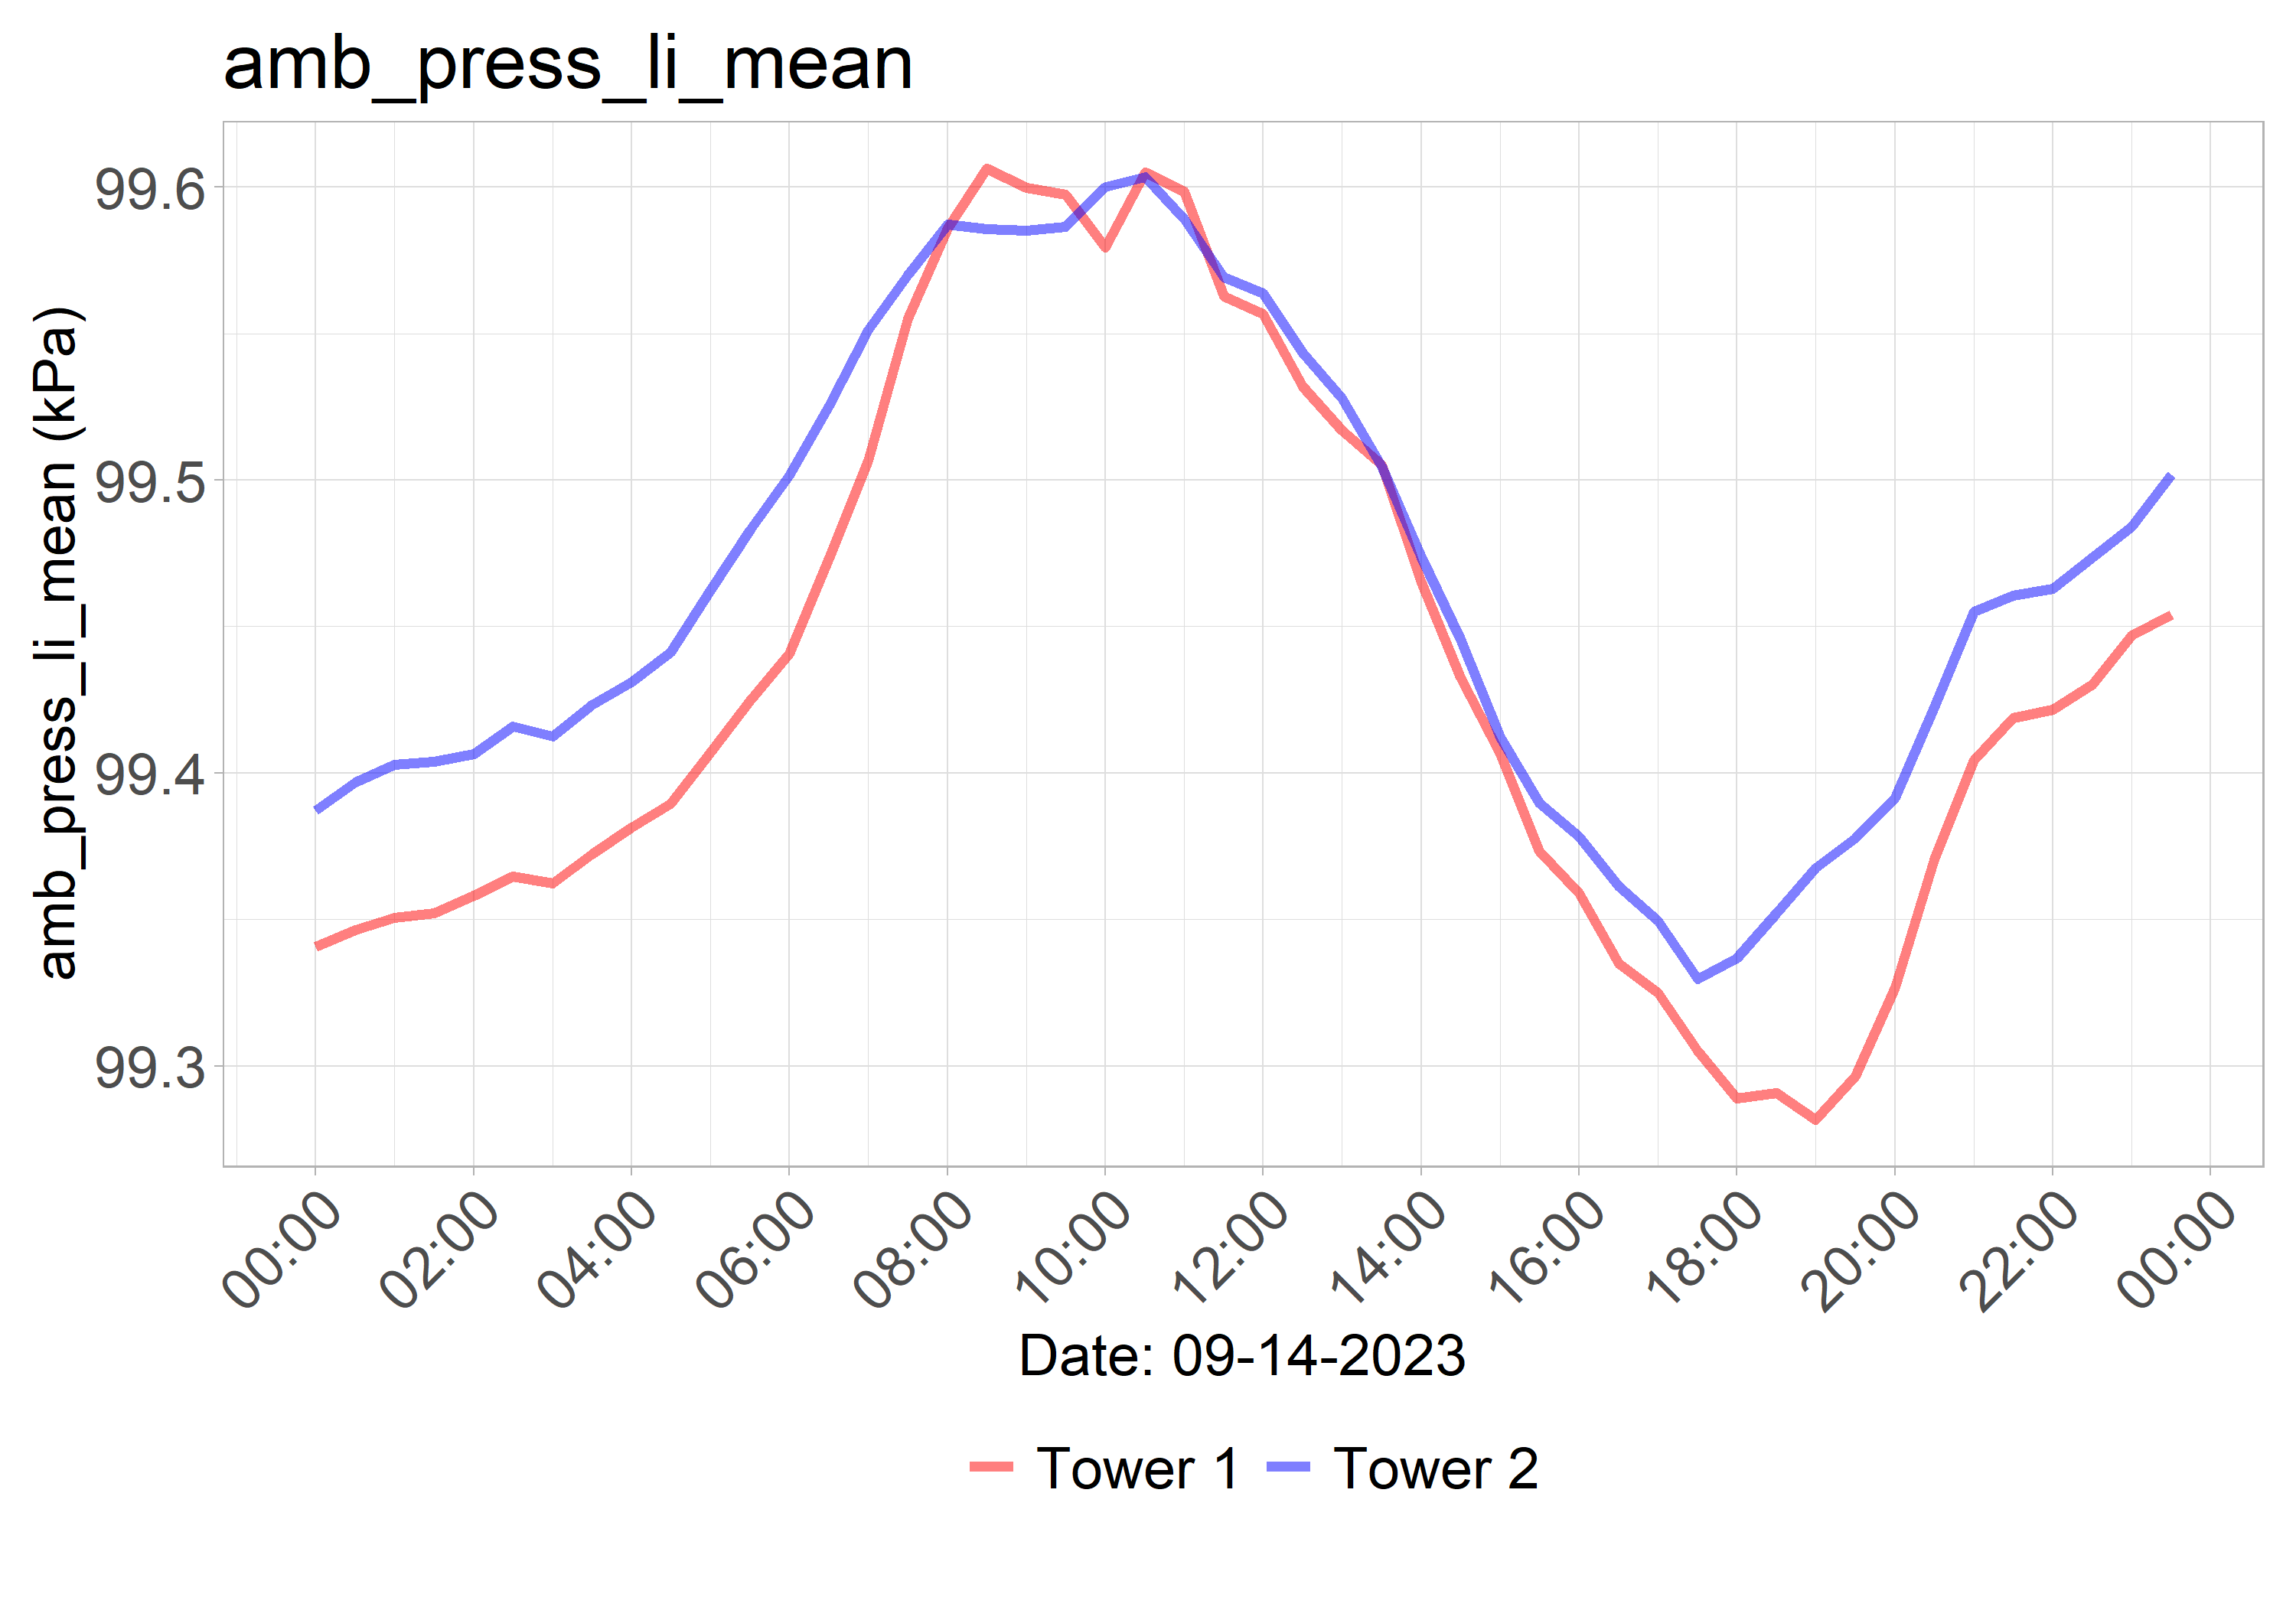 amb_press_li_mean
amb_press_li_mean (kPa)
99.6
99.5
99.4
99.3
00:00 02:00 04:00 06:00 08:00 10:00 12:00 14:00 16:00 18:00 20:00 22:00 00:00
Date: 09-14-2023
Tower 1 Tower 2